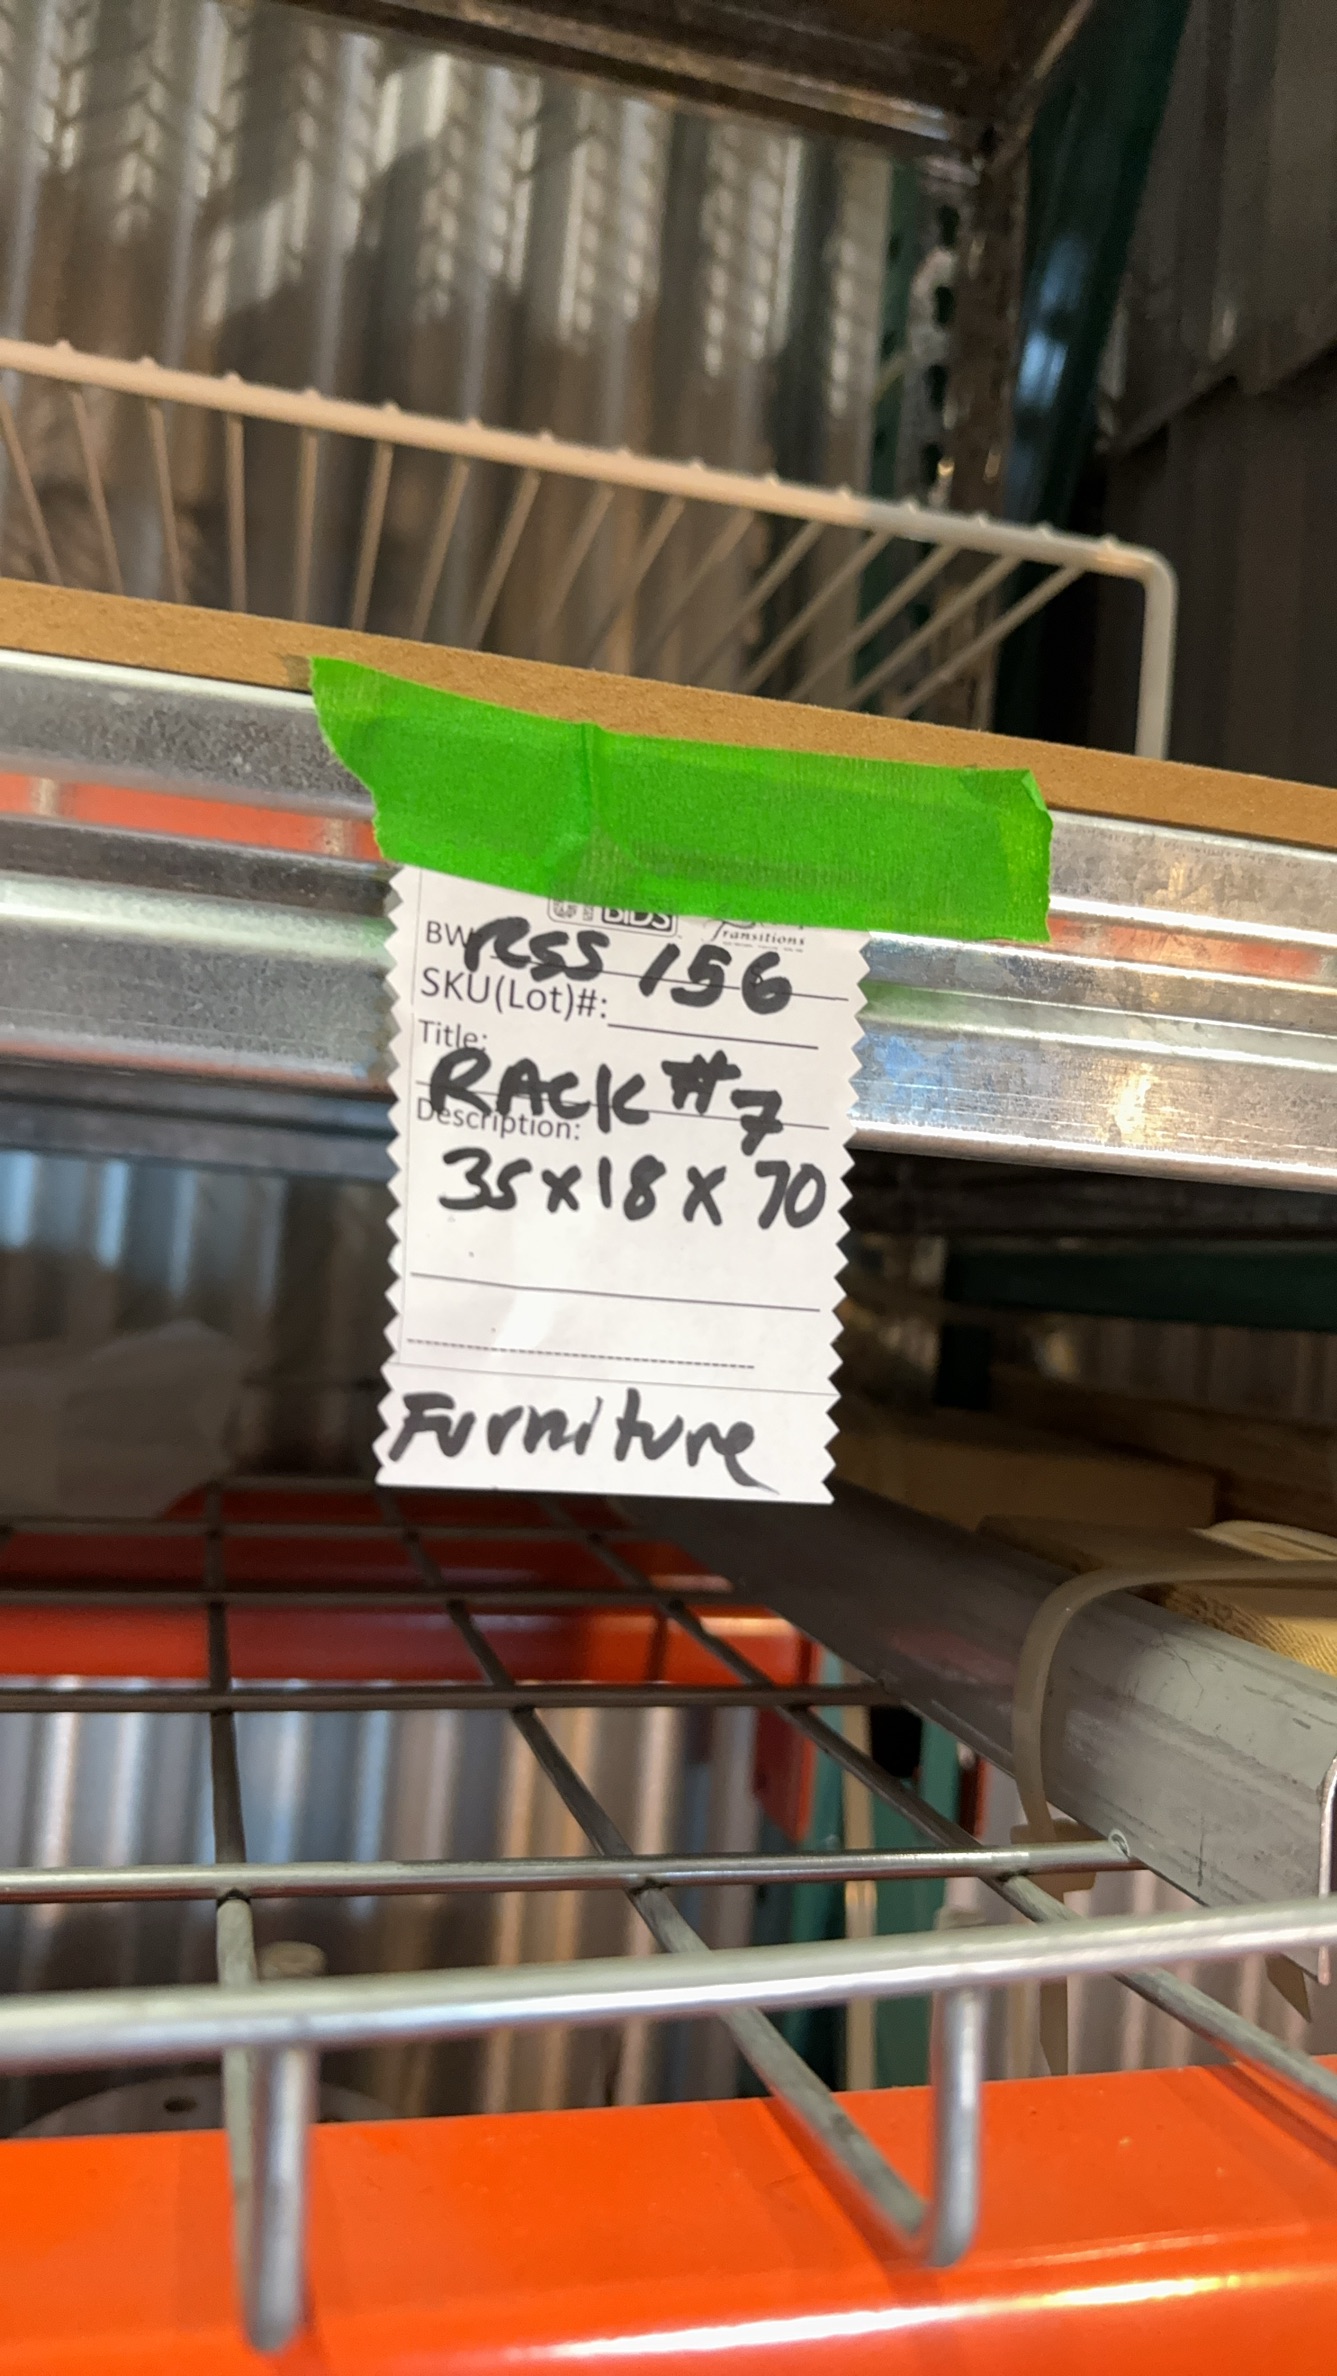 BIDS Transitions
BW RSS 156
SKU(Lot)#:
Title:
RACK #7
Description:
35 x 18 x 70
Furniture